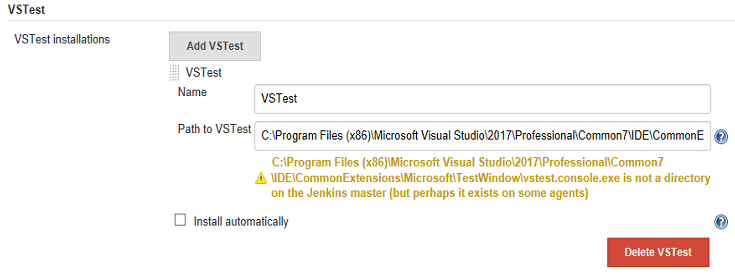 VSTest
VSTest installations
Add VSTest
VSTest
Name
VSTest
Path to VSTest
C:\Program Files (x86)\Microsoft Visual Studio\2017\Professional\Common7\IDE\CommonE
C:\Program Files (x86)\Microsoft Visual Studio\2017\Professional\Common7
\IDE\CommonExtensions\Microsoft\TestWindow\vstest.console.exe is not a directory
on the Jenkins master (but perhaps it exists on some agents)
Install automatically
Delete VSTest